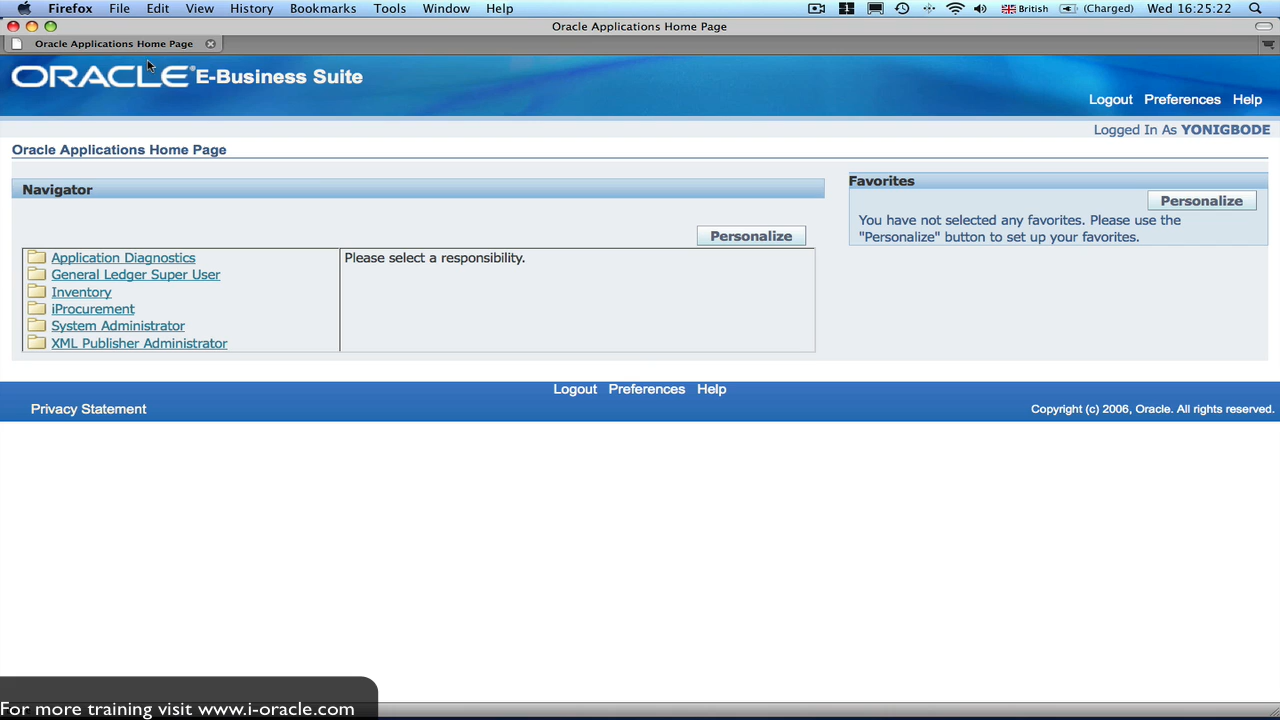 Firefox File Edit View History Bookmarks Tools Window Help 1 British (Charged) Wed 16:25:22
Oracle Applications Home Page
Oracle Applications Home Page
ORACLE® E-Business Suite
Logout Preferences Help
Logged In As YONIGBODE
Oracle Applications Home Page
Navigator
Personalize
Application Diagnostics
General Ledger Super User
Inventory
iProcurement
System Administrator
XML Publisher Administrator
Please select a responsibility.
Favorites
Personalize
You have not selected any favorites. Please use the
"Personalize" button to set up your favorites.
Logout Preferences Help
Privacy Statement
Copyright (c) 2006, Oracle. All rights reserved.
For more training visit www.i-oracle.com